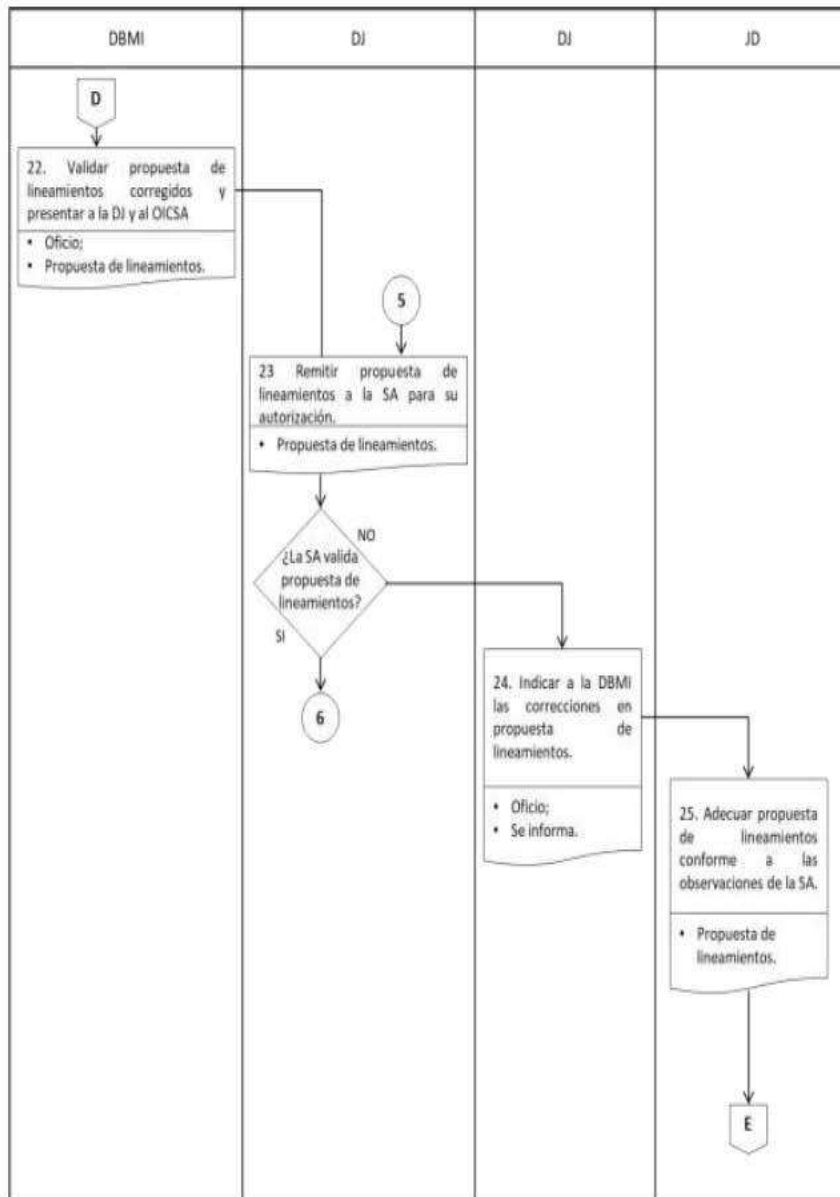 DBMI
DJ
DJ
JD
D
22. Validar propuesta de
lineamientos corregidos y
presentar a la DJ y al OICSA
• Oficio;
• Propuesta de lineamientos.
5
23 Remitir propuesta de
lineamientos a la SA para su
autorización.
• Propuesta de lineamientos.
NO
¿La SA valida
propuesta de
lineamientos?
SI
6
24. Indicar a la DBMI
las correcciones en
propuesta de
lineamientos.
• Oficio;
• Se informa.
25. Adecuar propuesta
de lineamientos
conforme a las
observaciones de la SA.
• Propuesta de
lineamientos.
E